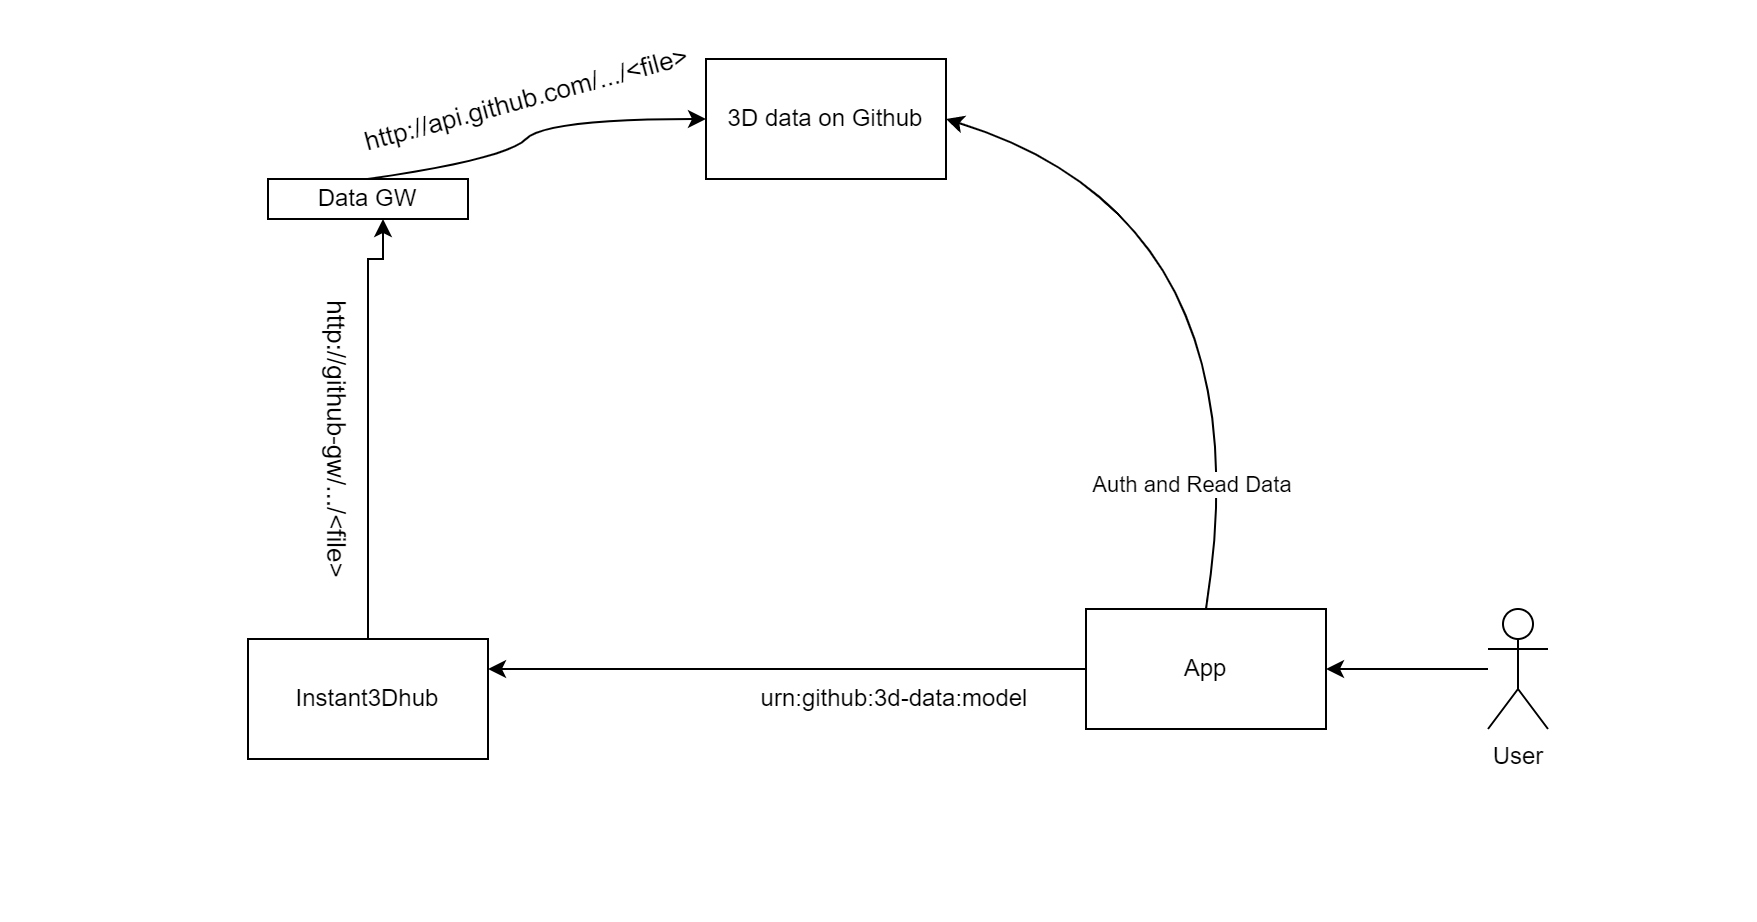 http://api.github.com/.../<file>
3D data on Github
Data GW
http://github-gw/.../<file>
Auth and Read Data
App
Instant3Dhub
urn:github:3d-data:model
User